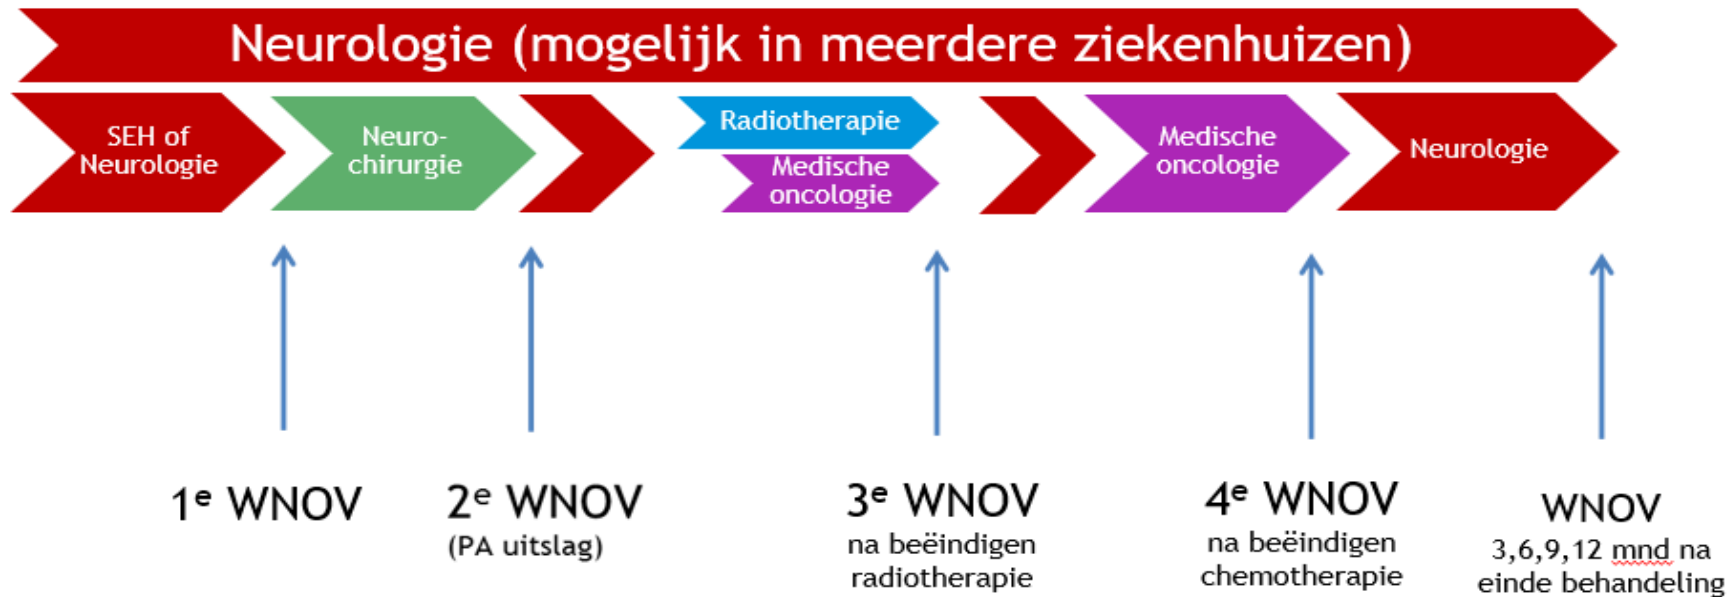 Neurologie (mogelijk in meerdere ziekenhuizen)
SEH of
Neurologie
Neuro-
chirurgie
Radiotherapie
Medische
oncologie
Medische
oncologie
Neurologie
1e WNOV
2e WNOV
(PA uitslag)
3e WNOV
na beëindigen
radiotherapie
4e WNOV
na beëindigen
chemotherapie
WNOV
3,6,9,12 mnd na
einde behandeling